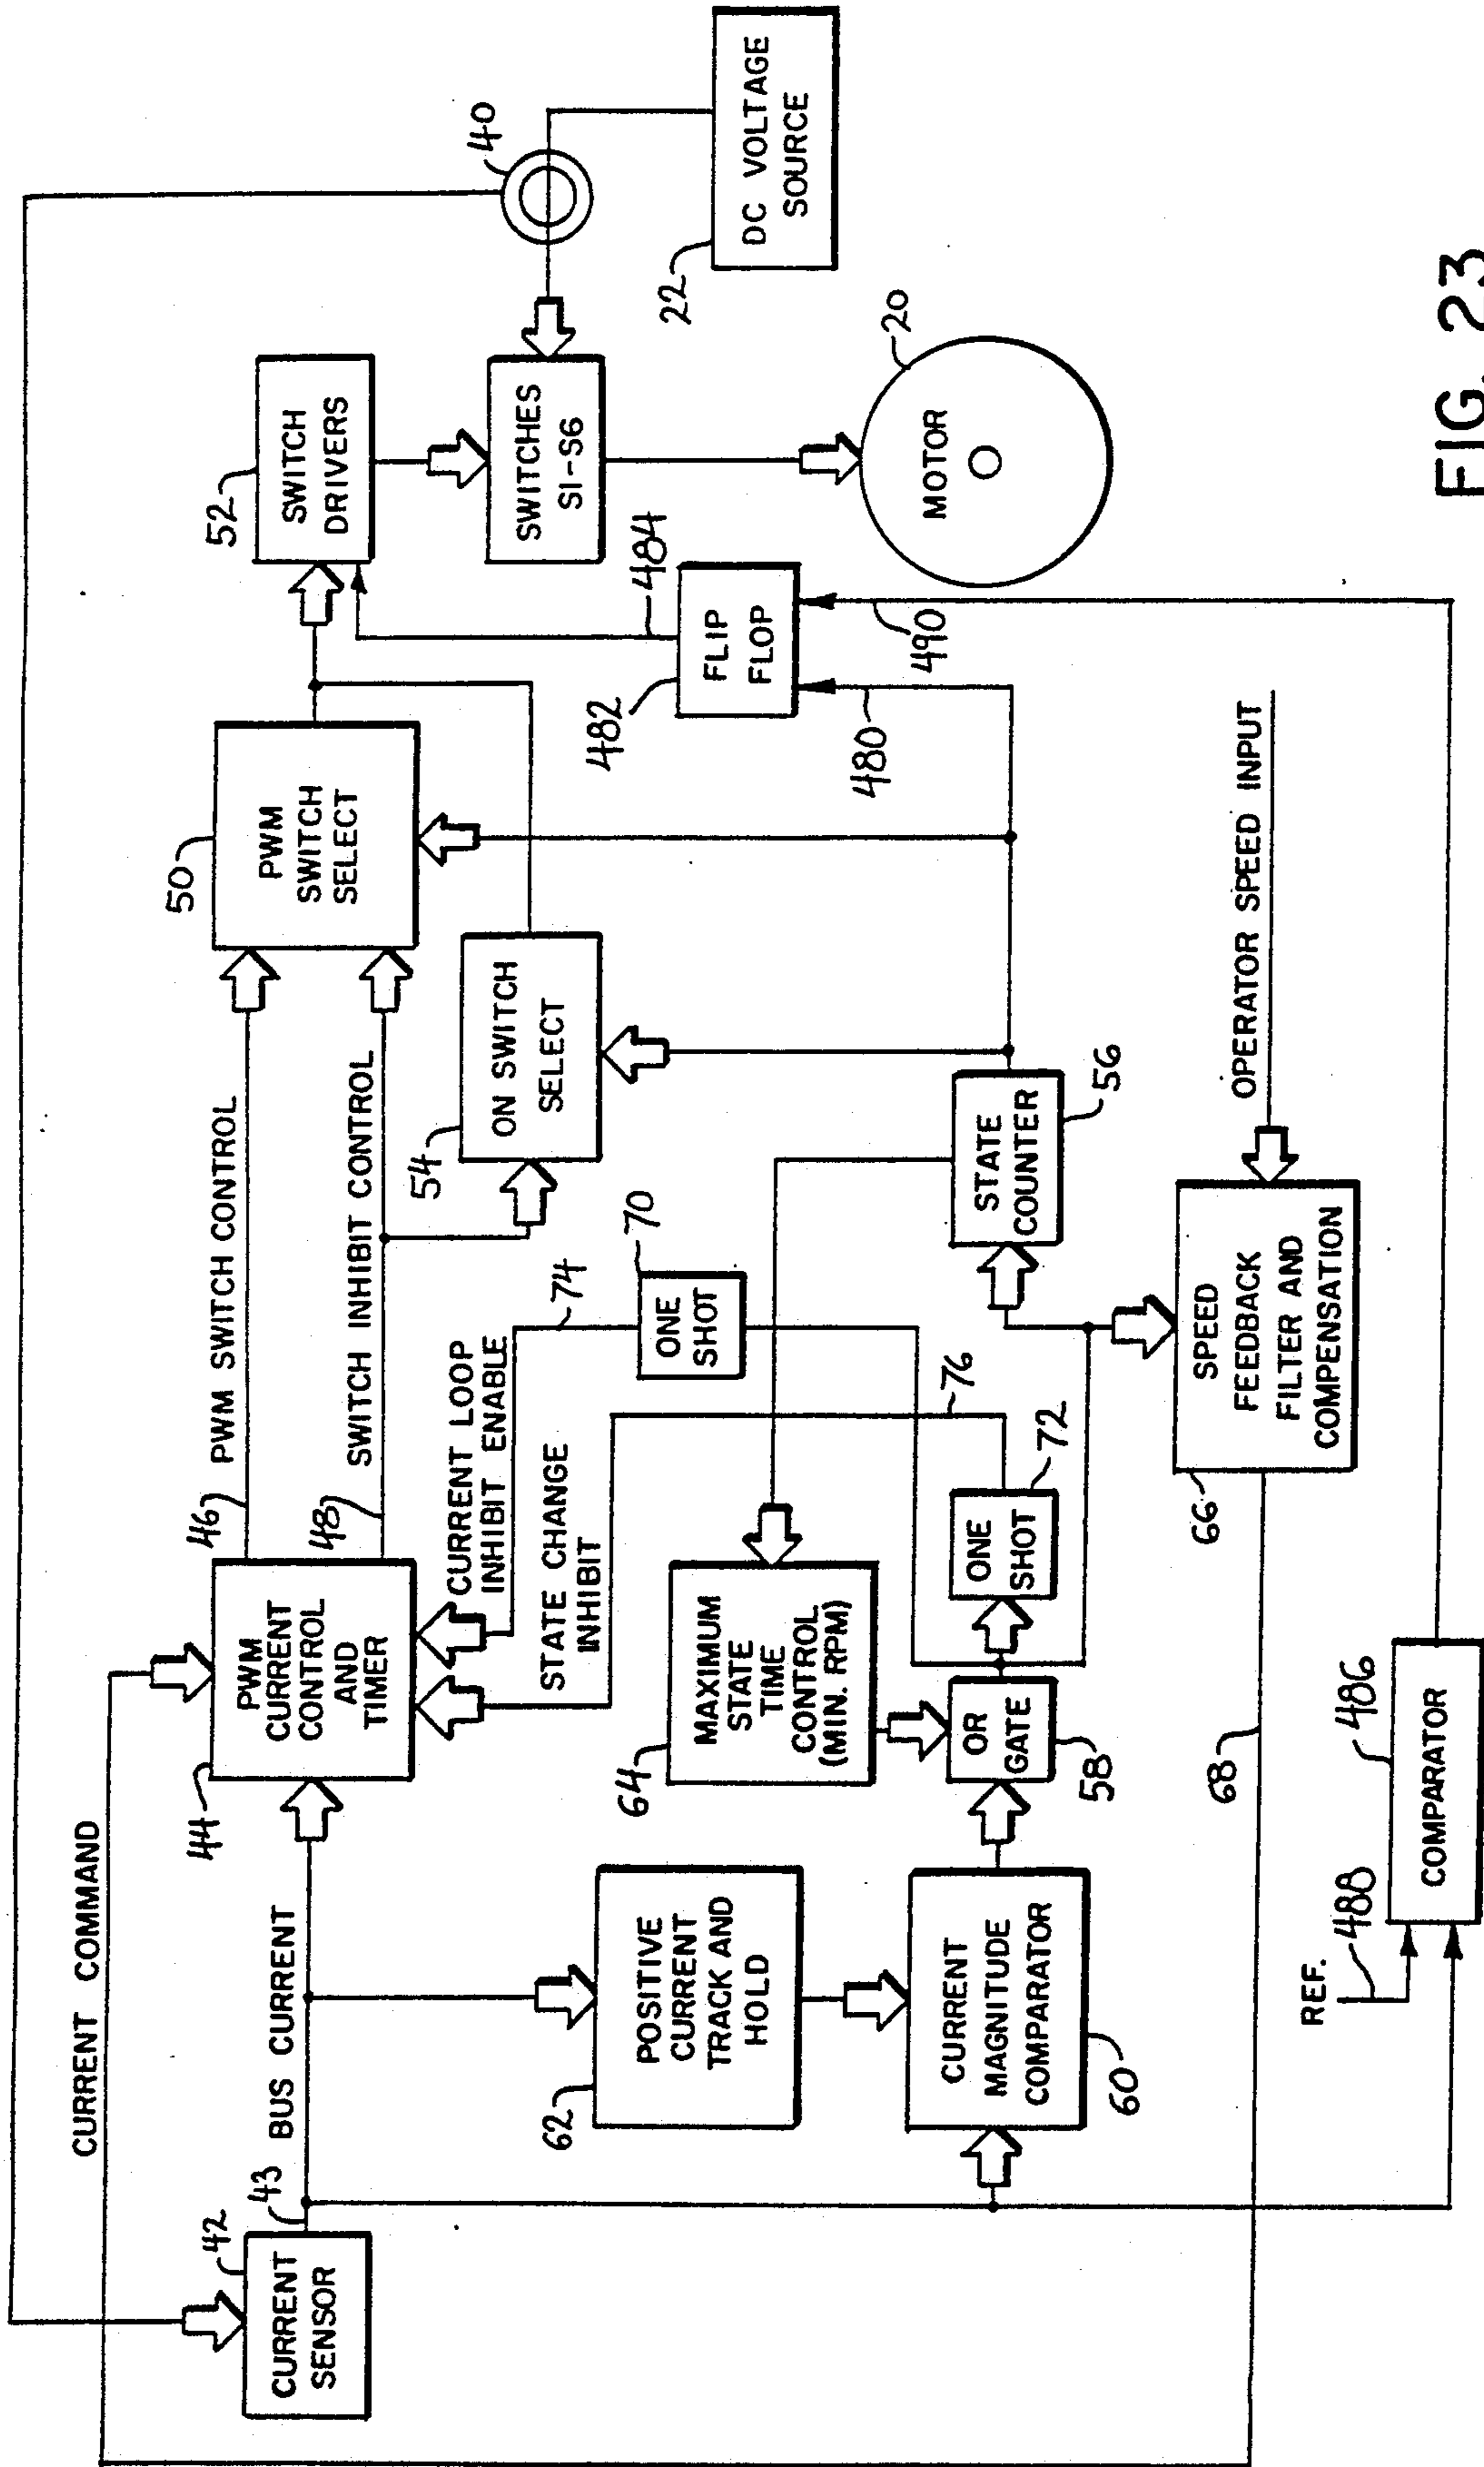 CURRENT COMMAND
CURRENT
SENSOR
42
43
BUS CURRENT
44
PWM
CURRENT
CONTROL
AND
TIMER
46
PWM SWITCH CONTROL
48
SWITCH INHIBIT CONTROL
50
PWM
SWITCH
SELECT
52
SWITCH
DRIVERS
40
CURRENT LOOP
INHIBIT ENABLE
74
STATE CHANGE
INHIBIT
54
ON SWITCH
SELECT
484
SWITCHES
S1-S6
62
POSITIVE
CURRENT
TRACK AND
HOLD
64
MAXIMUM
STATE
TIME
CONTROL
(MIN. RPM)
70
ONE
SHOT
76
482
FLIP
FLOP
22
DC VOLTAGE
SOURCE
60
CURRENT
MAGNITUDE
COMPARATOR
58
OR
GATE
72
ONE
SHOT
56
STATE
COUNTER
480
490
MOTOR
20
66
SPEED
FEEDBACK
FILTER AND
COMPENSATION
OPERATOR SPEED INPUT
68
REF.
488
COMPARATOR
486
FIG. 23